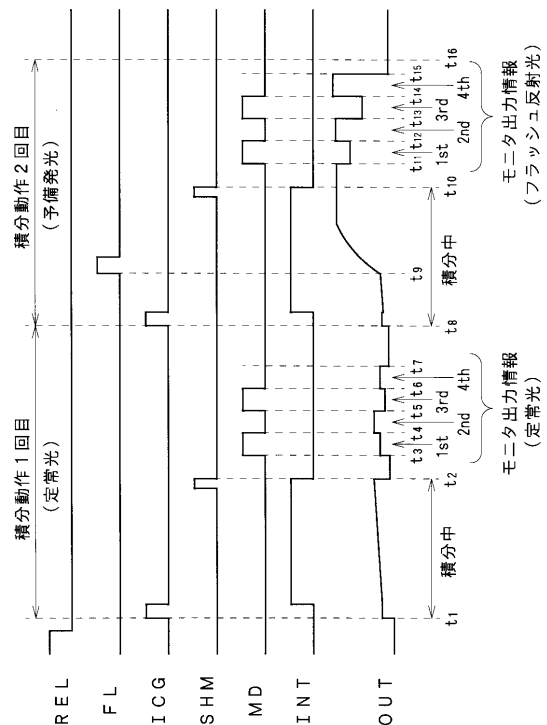 積分動作1回目
(定常光)
積分動作2回目
(予備発光)
REL
FL
ICG
SHM
MD
INT
OUT
積分中
積分中
t1
t2
t3
t4
t5
t6
t7
t8
t9
t10
t11
t12
t13
t14
t15
t16
1st
2nd
3rd
4th
1st
2nd
3rd
4th
モニタ出力情報
(定常光)
モニタ出力情報
(フラッシュ反射光)